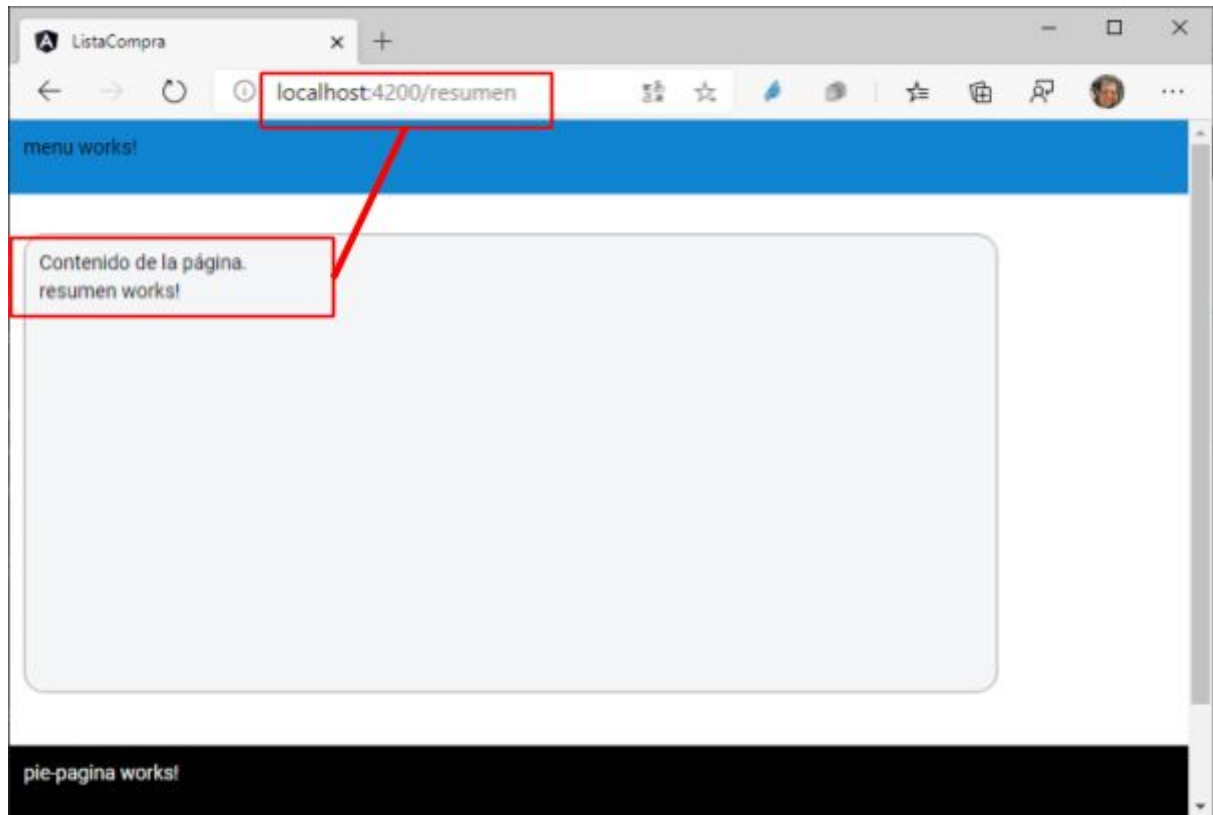 ListaCompra
localhost:4200/resumen
menu works!
Contenido de la página.
resumen works!
pie-pagina works!